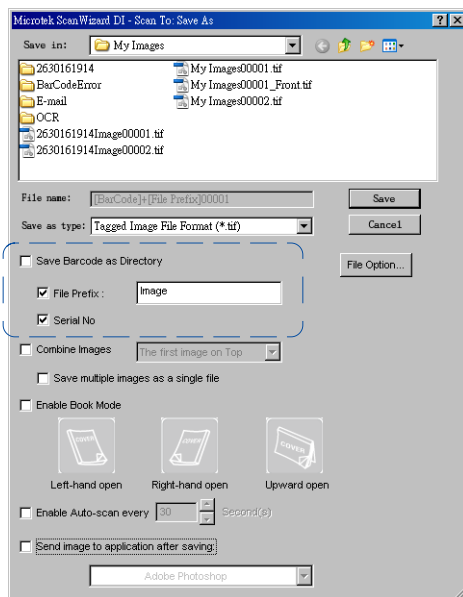 Microtek ScanWizard DI - Scan To: Save As
Save in: My Images
2630161914
BarCodeError
E-mail
OCR
2630161914Image00001.tif
2630161914Image00002.tif
My Images00001.tif
My Images00001_Front.tif
My Images00002.tif
File name: [BarCode]+[File Prefix]00001 Save
Save as type: Tagged Image File Format (*.tif) Cancel
Save Barcode as Directory File Option...
File Prefix : Image
Serial No
Combine Images The first image on Top
Save multiple images as a single file
Enable Book Mode
COVER COVER COVER
Left-hand open Right-hand open Upward open
Enable Auto-scan every 30 Second(s)
Send image to application after saving:
Adobe Photoshop